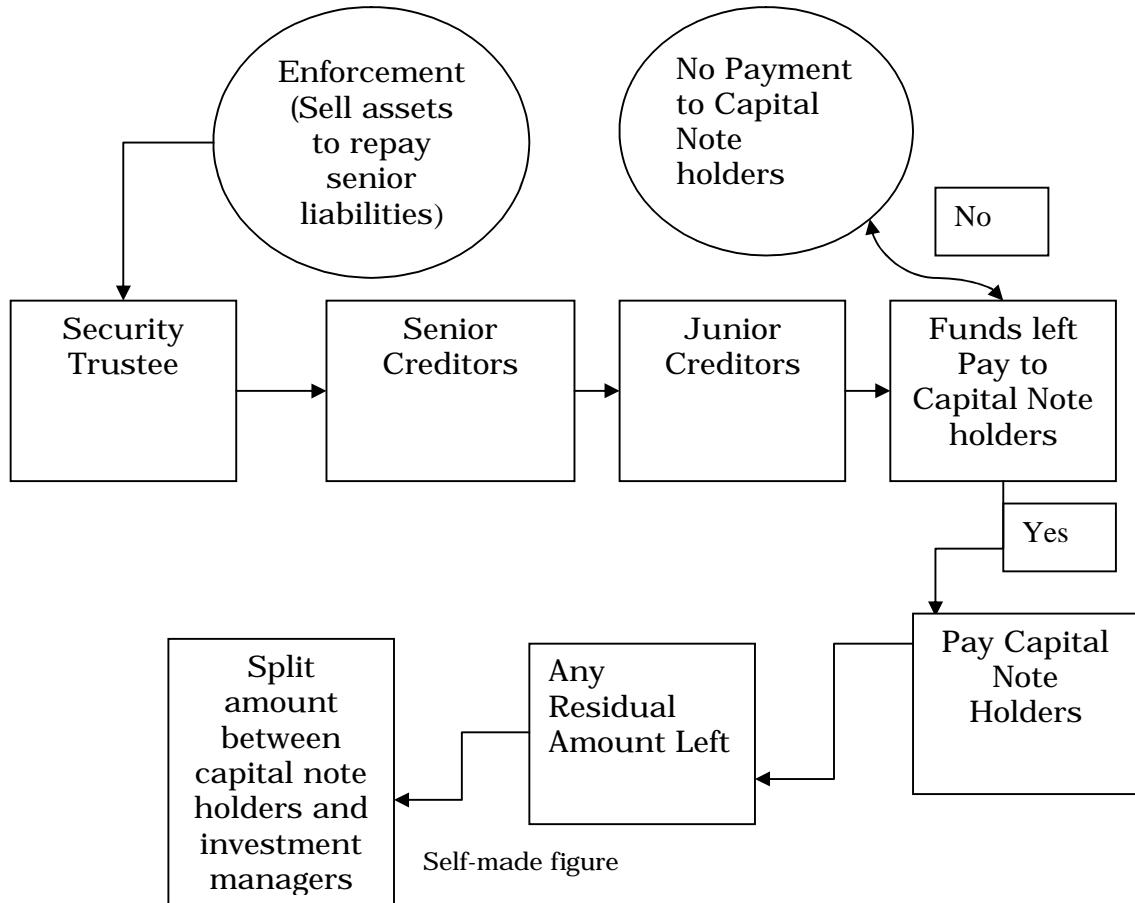 Enforcement
(Sell assets
to repay
senior
liabilities)
No Payment
to Capital
Note
holders
No
Security
Trustee
Senior
Creditors
Junior
Creditors
Funds left
Pay to
Capital Note
holders
Yes
Pay Capital
Note
Holders
Any
Residual
Amount Left
Split
amount
between
capital note
holders and
investment
managers
Self-made figure